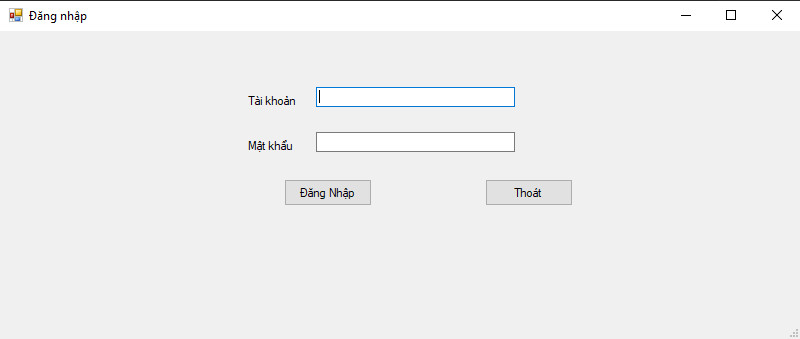 Đăng nhập
Tài khoản
Mật khẩu
Đăng Nhập
Thoát